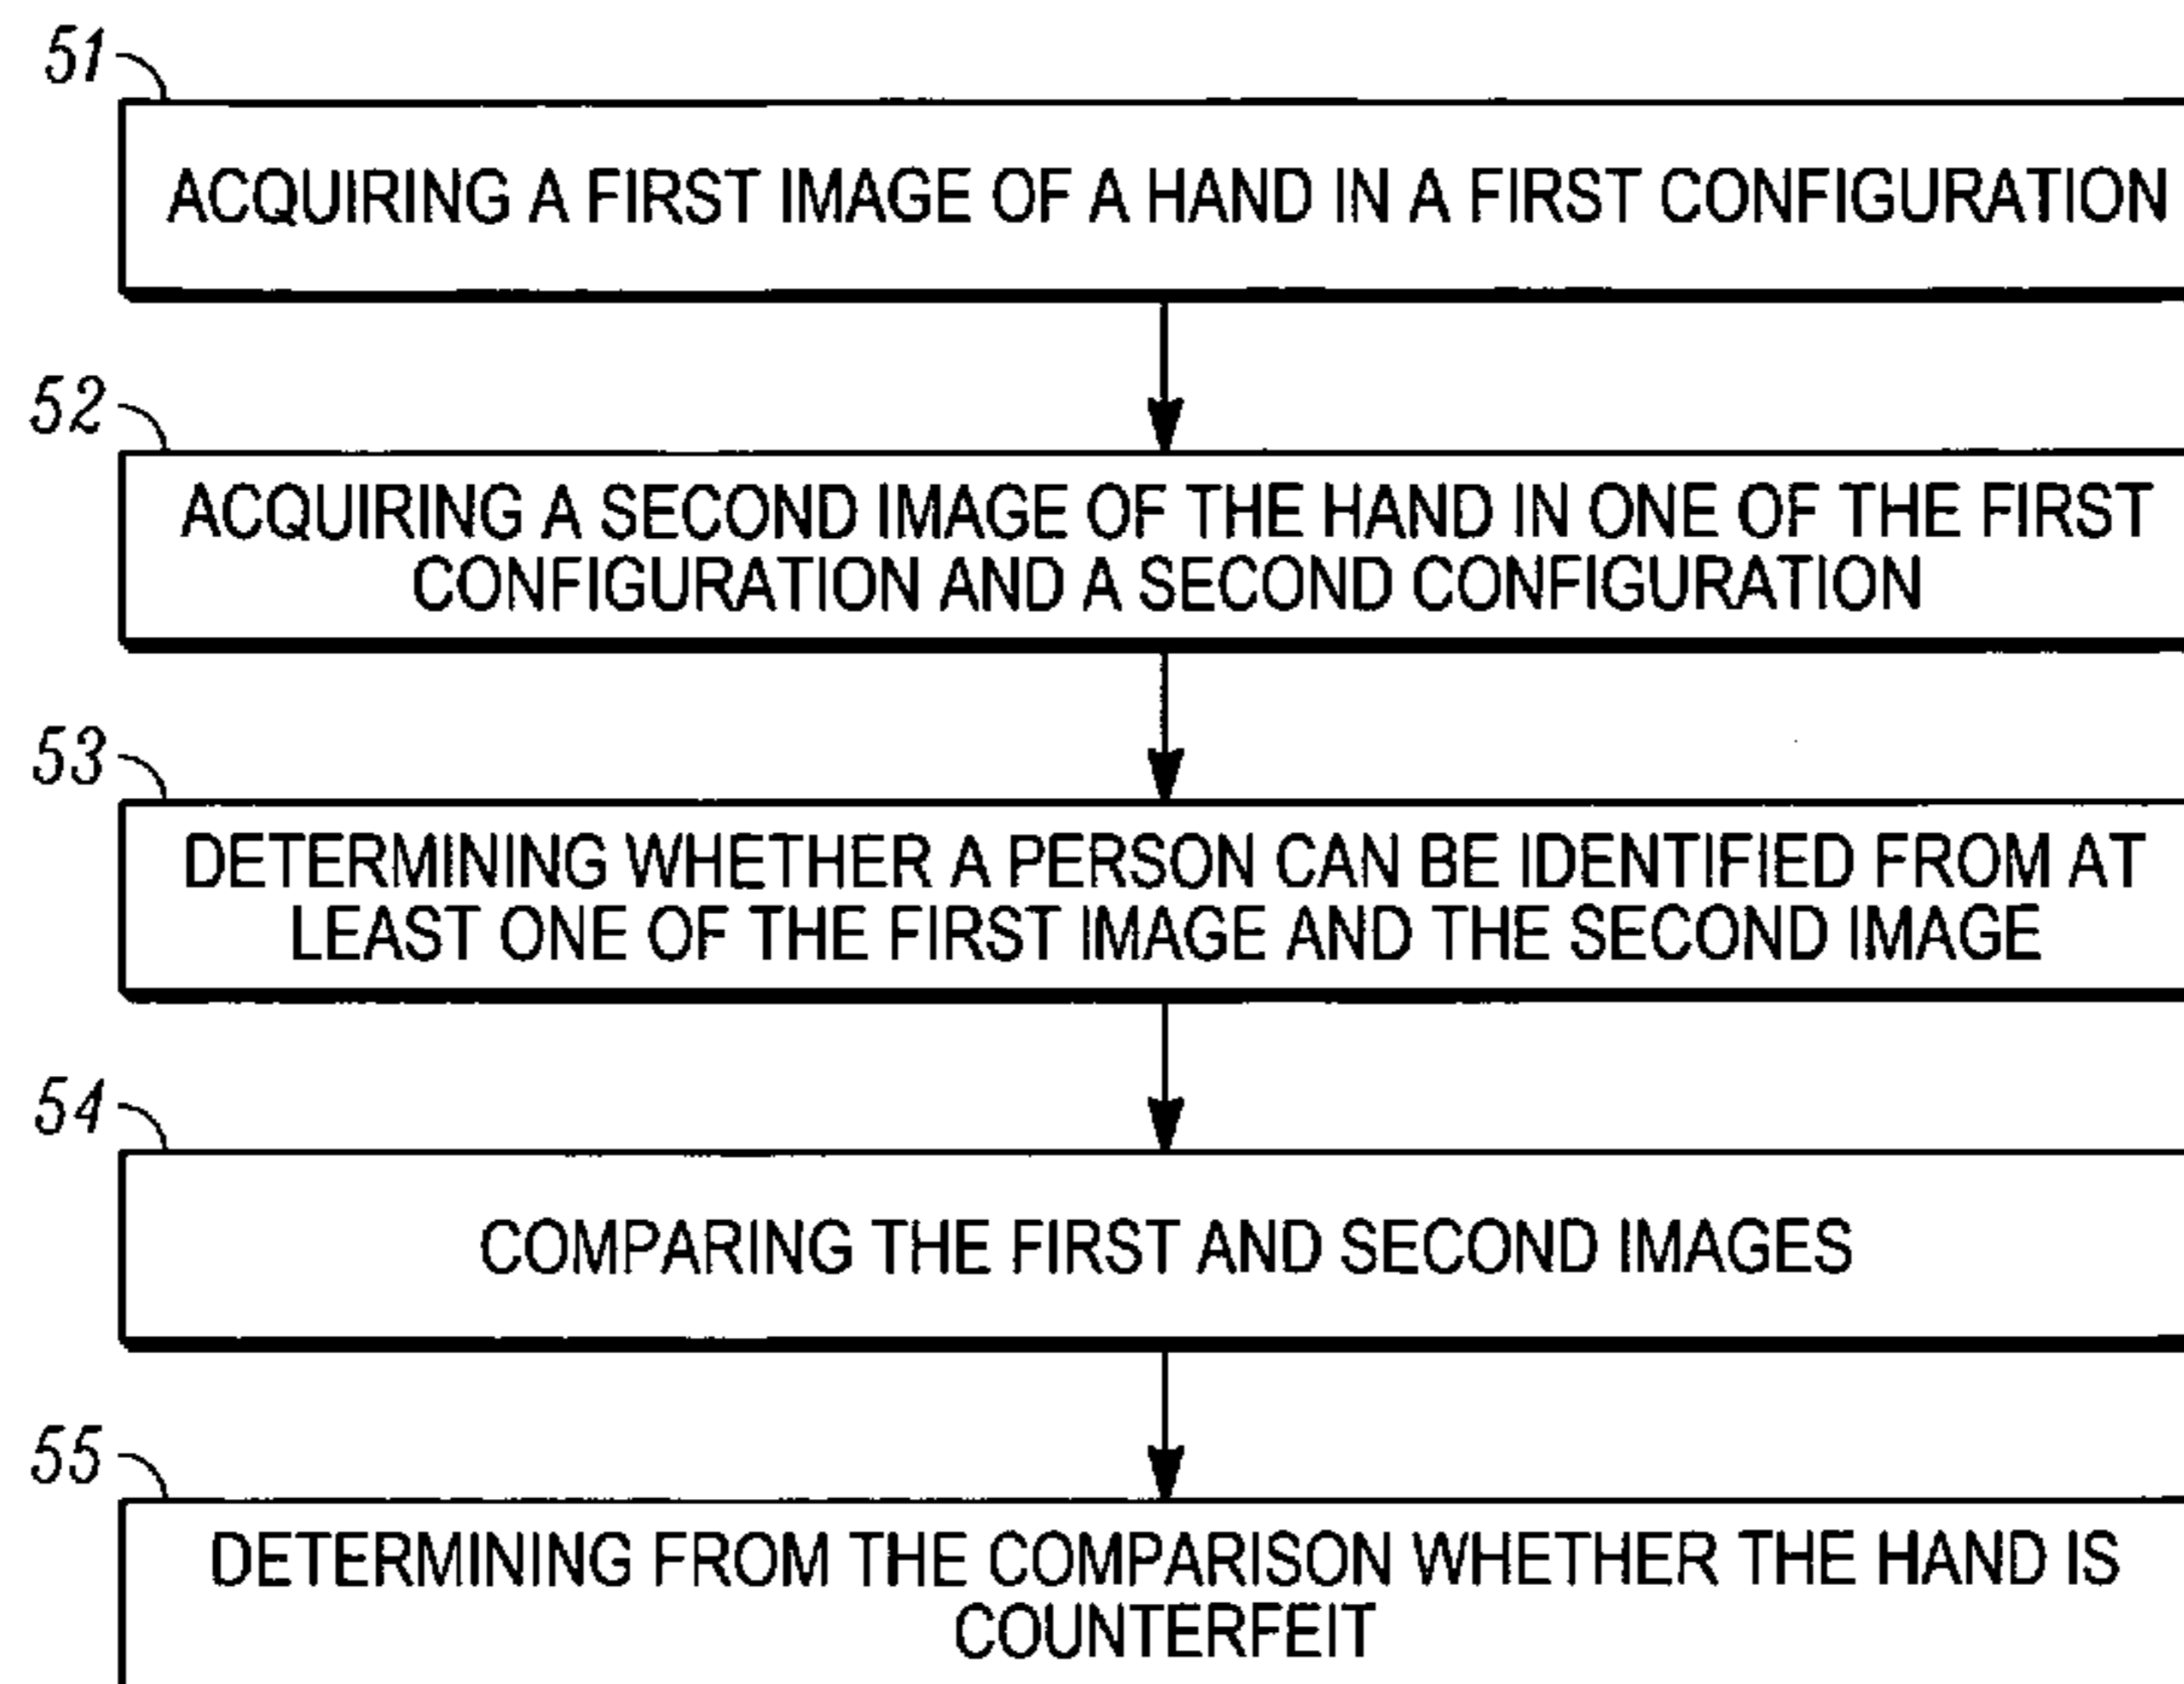 51
ACQUIRING A FIRST IMAGE OF A HAND IN A FIRST CONFIGURATION
52
ACQUIRING A SECOND IMAGE OF THE HAND IN ONE OF THE FIRST
CONFIGURATION AND A SECOND CONFIGURATION
53
DETERMINING WHETHER A PERSON CAN BE IDENTIFIED FROM AT
LEAST ONE OF THE FIRST IMAGE AND THE SECOND IMAGE
54
COMPARING THE FIRST AND SECOND IMAGES
55
DETERMINING FROM THE COMPARISON WHETHER THE HAND IS
COUNTERFEIT